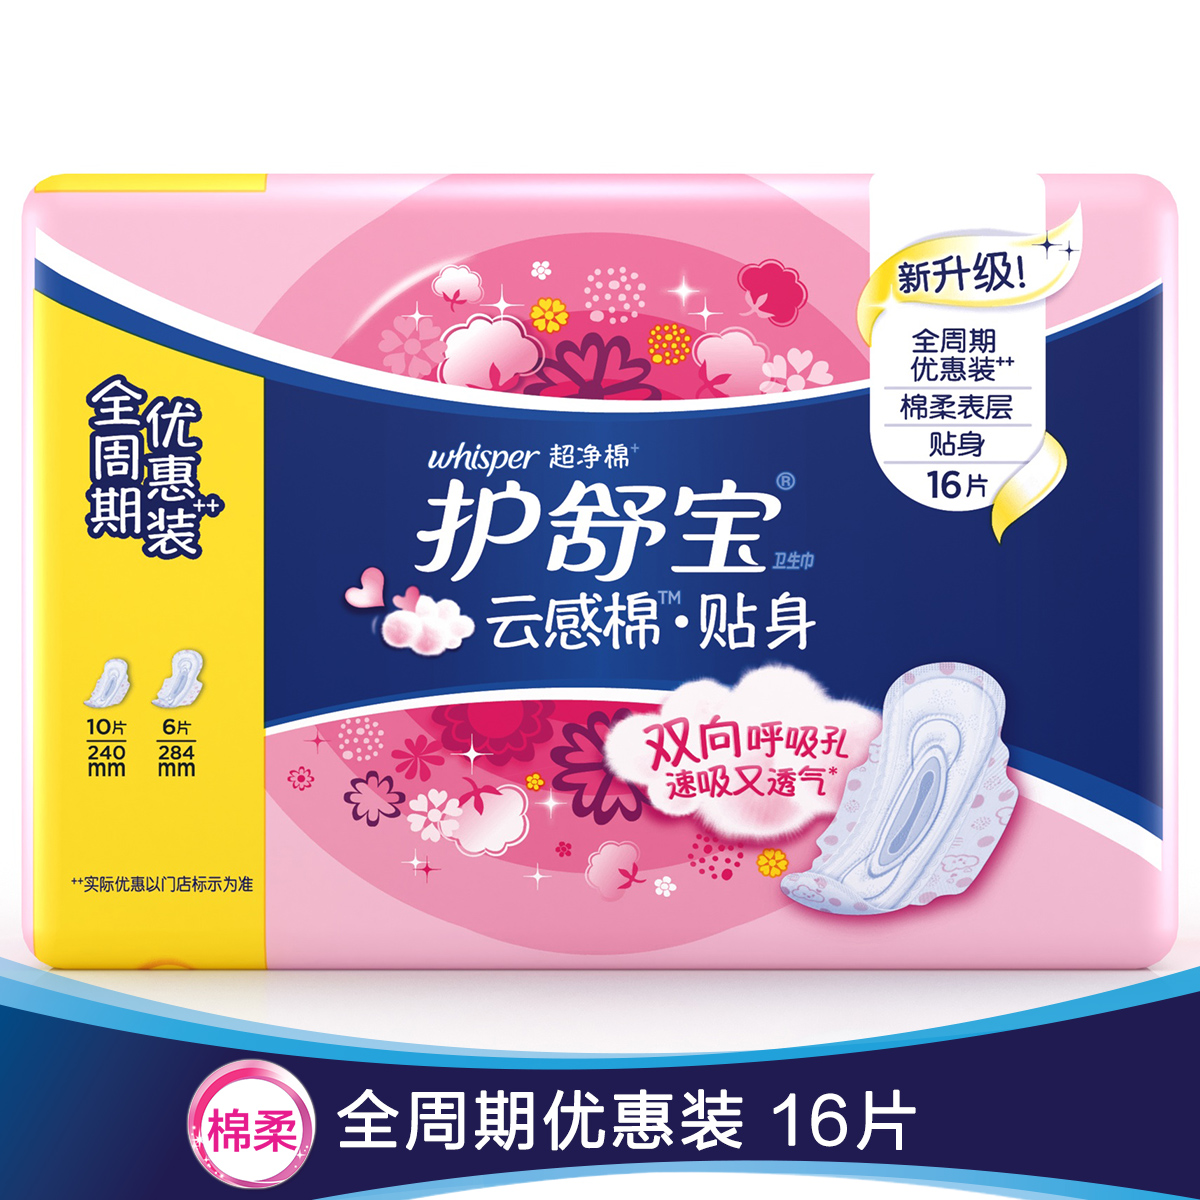 全周期
优惠装++
10片
240
mm
6片
284
mm
++实际优惠以门店标示为准
whisper 超净棉+
护舒宝®
卫生巾
云感棉™·贴身
双向呼吸孔
速吸又透气*
新升级!
全周期
优惠装++
棉柔表层
贴身
16片
棉柔
全周期优惠装 16片